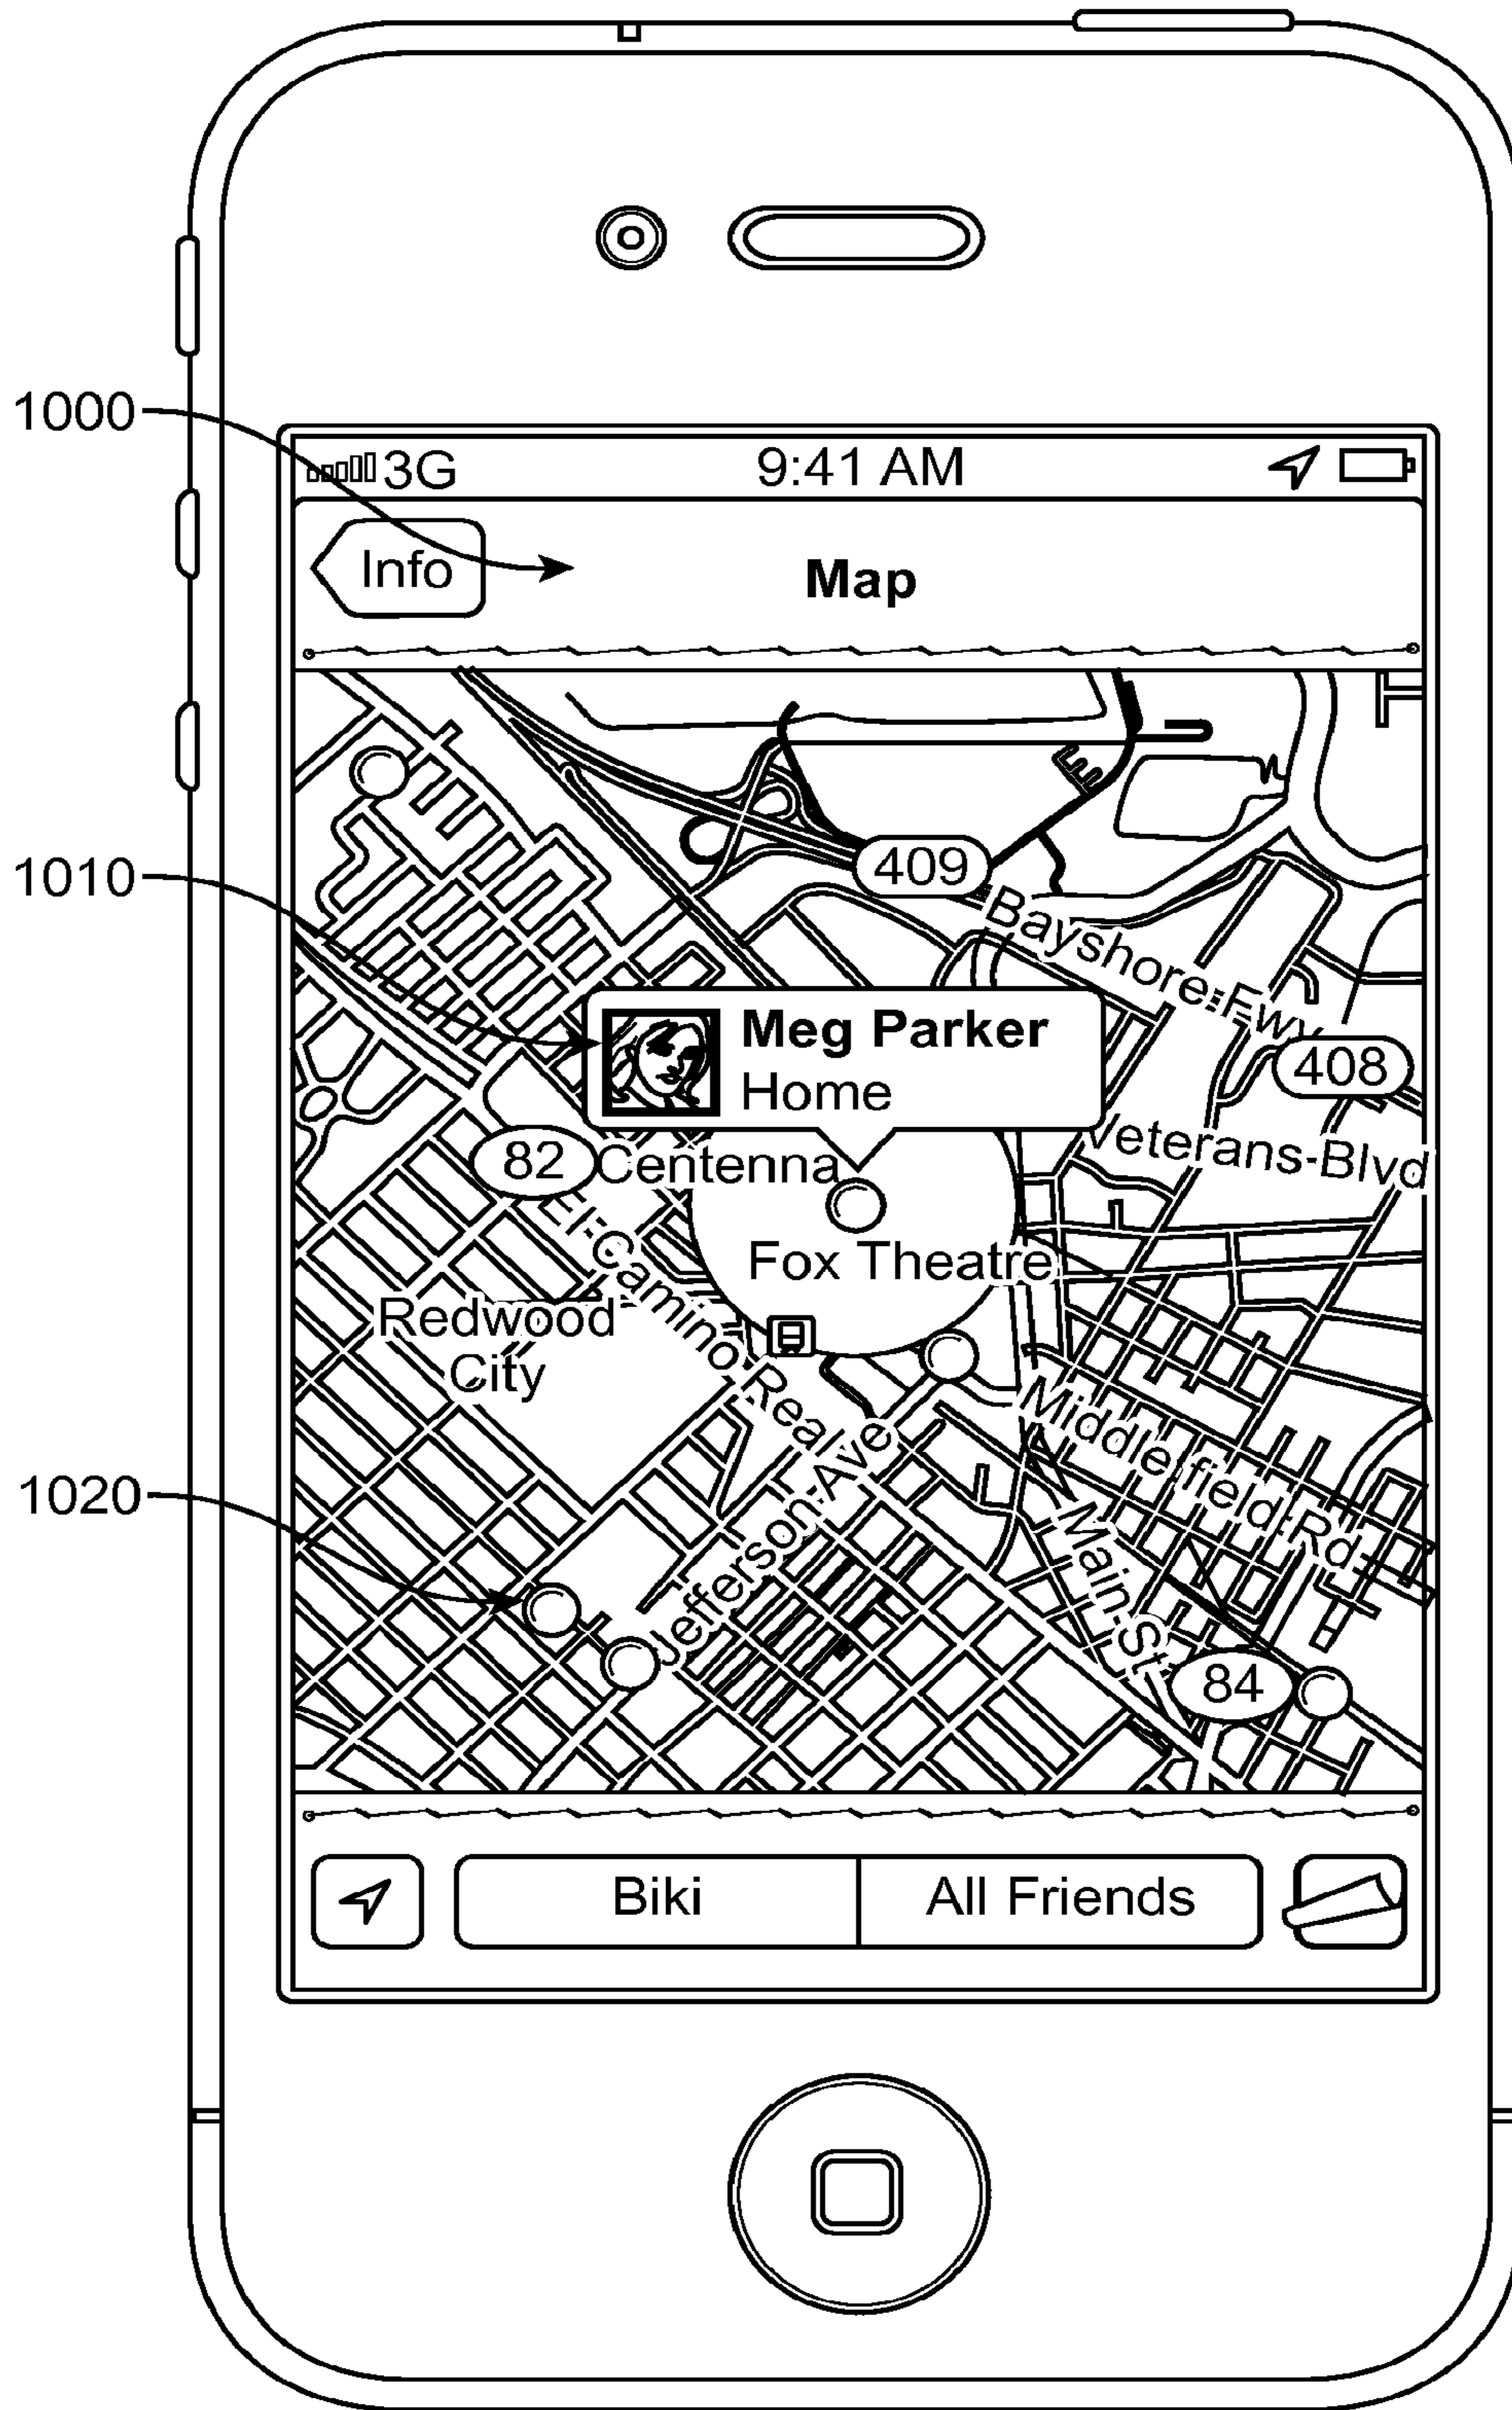 1000
3G
9:41 AM
Info
Map
1010
409
Bayshore Fwy
Meg Parker
Home
408
82
Centenna
Veterans Blvd
El Camino Real
Fox Theatre
Redwood
City
Middlefield Rd
Jefferson Ave
1020
Main St
84
Biki
All Friends